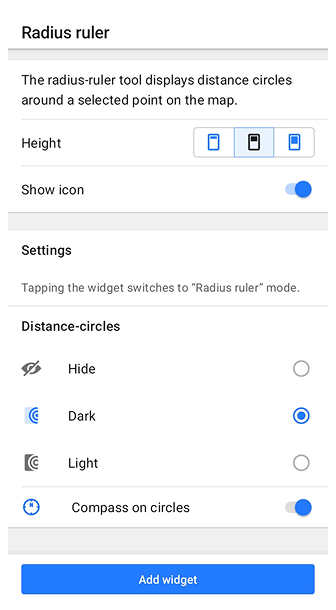 Radius ruler
The radius-ruler tool displays distance circles
around a selected point on the map.
Height
Show icon
Settings
Tapping the widget switches to “Radius ruler” mode.
Distance-circles
Hide
Dark
Light
N
Compass on circles
Add widget